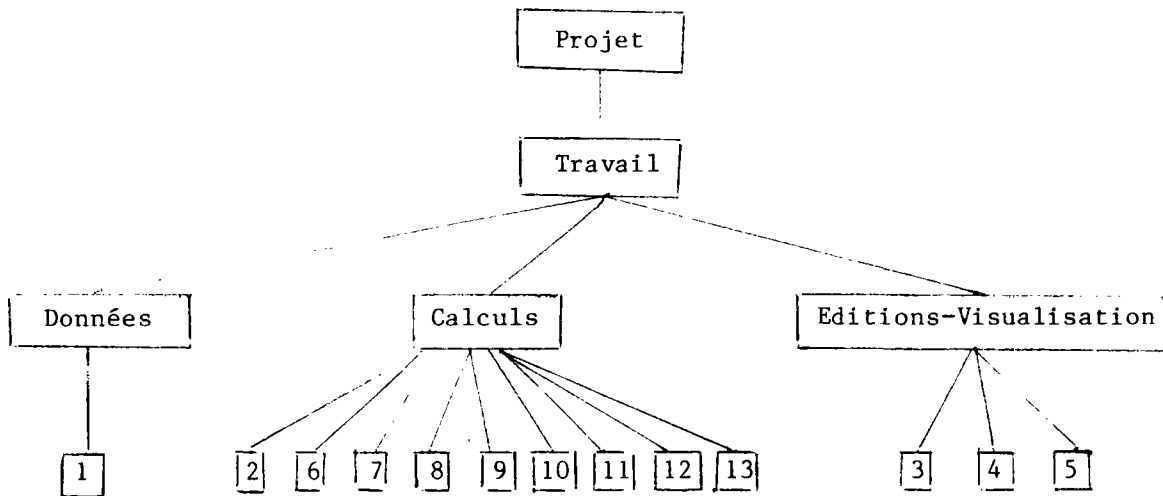 Projet
Travail
Données Calculs Editions-Visualisation
1 2 6 7 8 9 10 11 12 13 3 4 5